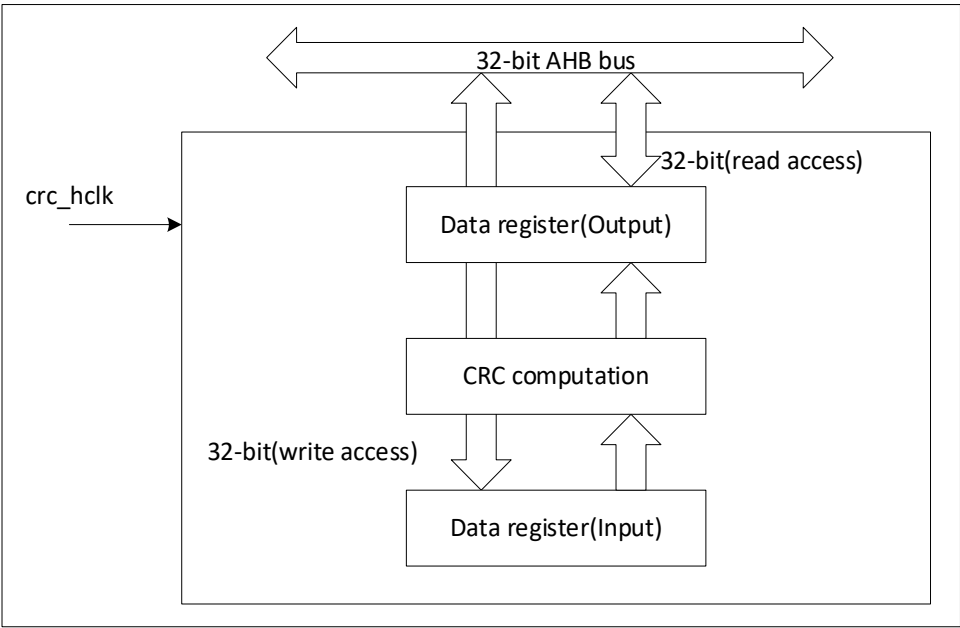 32-bit AHB bus
32-bit(read access)
crc_hclk
Data register(Output)
CRC computation
32-bit(write access)
Data register(Input)